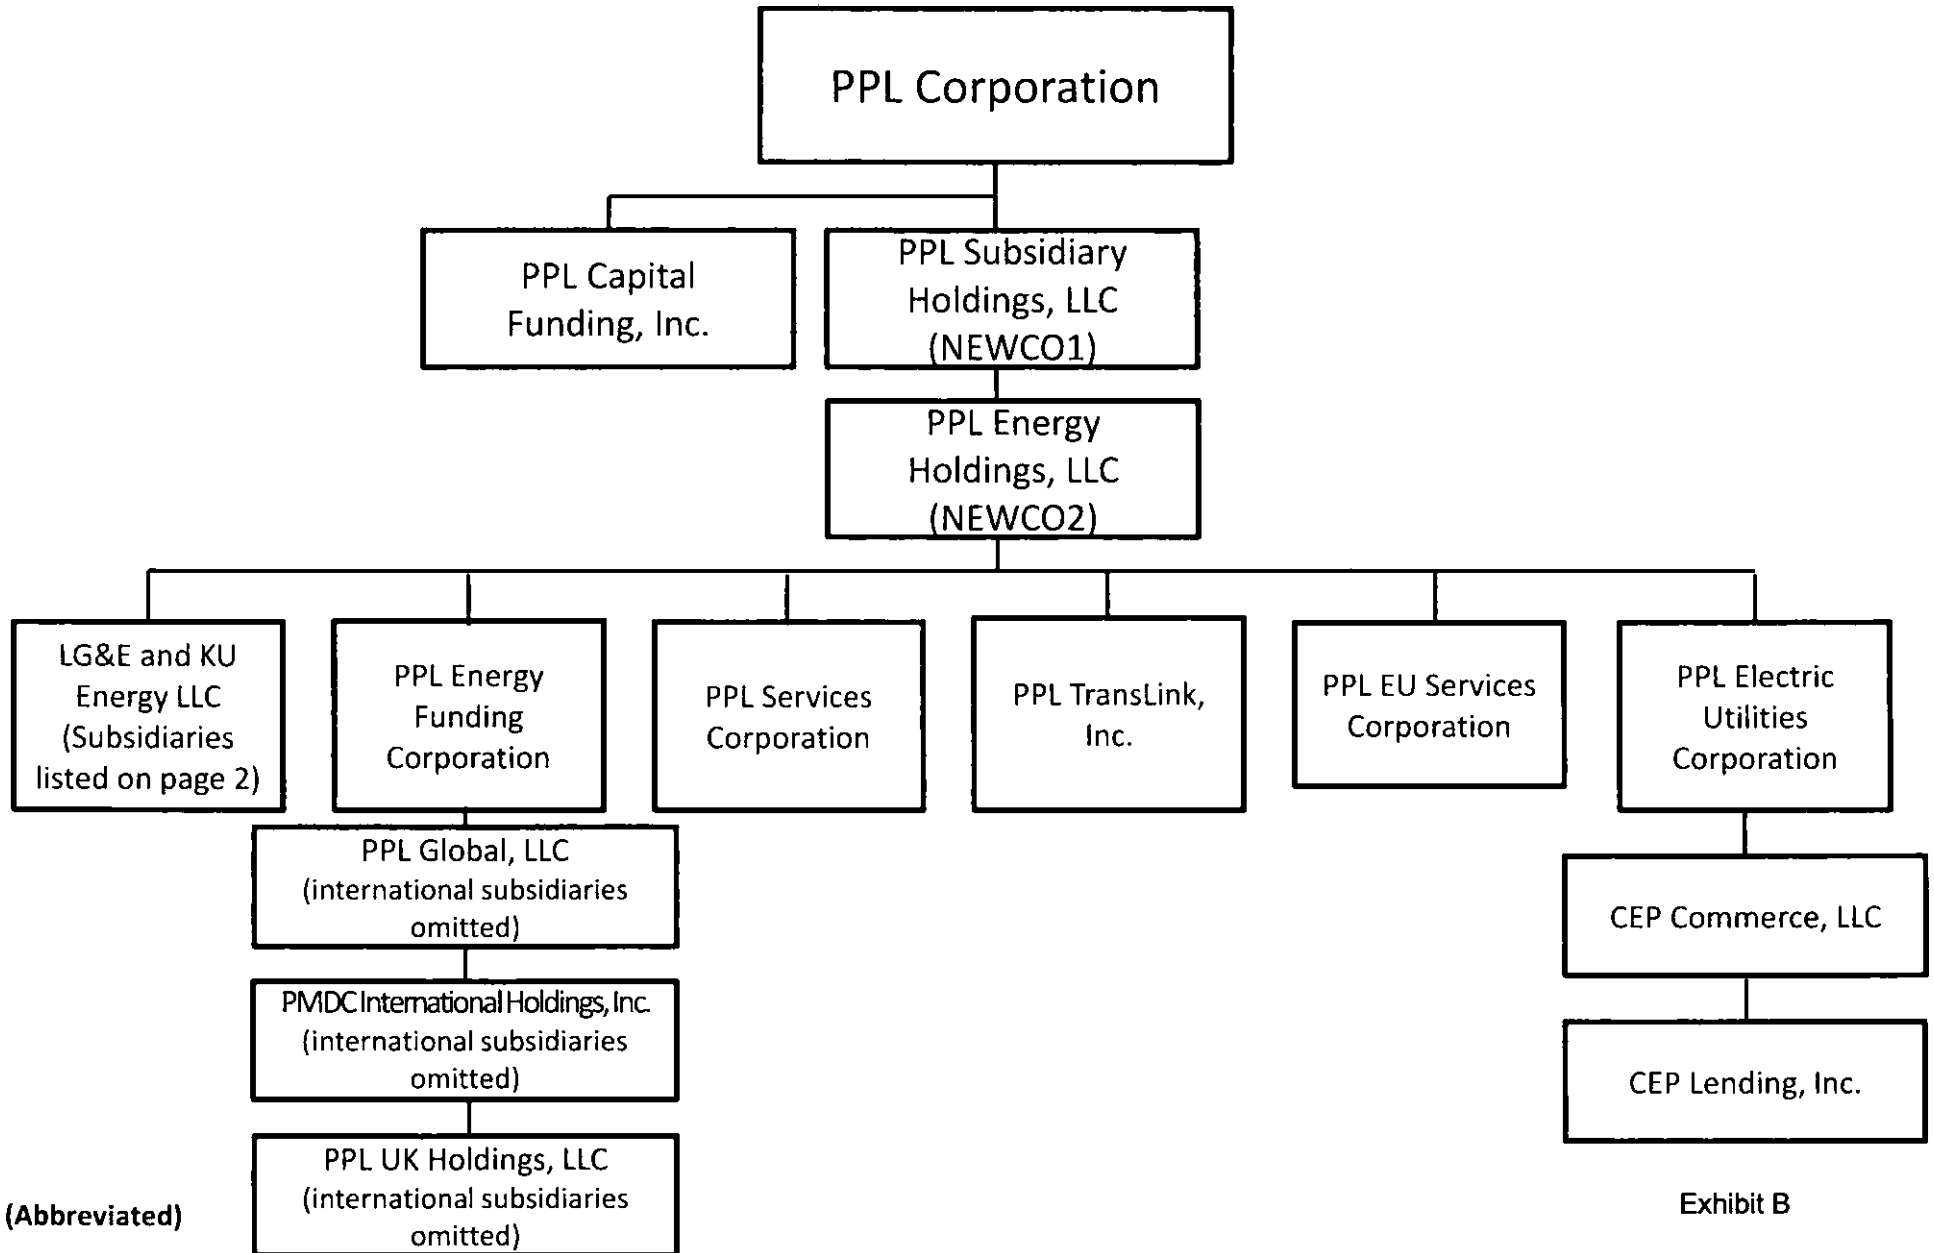 PPL Corporation
PPL Capital
Funding, Inc.
PPL Subsidiary
Holdings, LLC
(NEWCO1)
PPL Energy
Holdings, LLC
(NEWCO2)
LG&E and KU
Energy LLC
(Subsidiaries
listed on page 2)
PPL Energy
Funding
Corporation
PPL Services
Corporation
PPL TransLink,
Inc.
PPL EU Services
Corporation
PPL Electric
Utilities
Corporation
PPL Global, LLC
(international subsidiaries
omitted)
CEP Commerce, LLC
PMDC International Holdings, Inc.
(international subsidiaries
omitted)
CEP Lending, Inc.
PPL UK Holdings, LLC
(international subsidiaries
omitted)
(Abbreviated)
Exhibit B